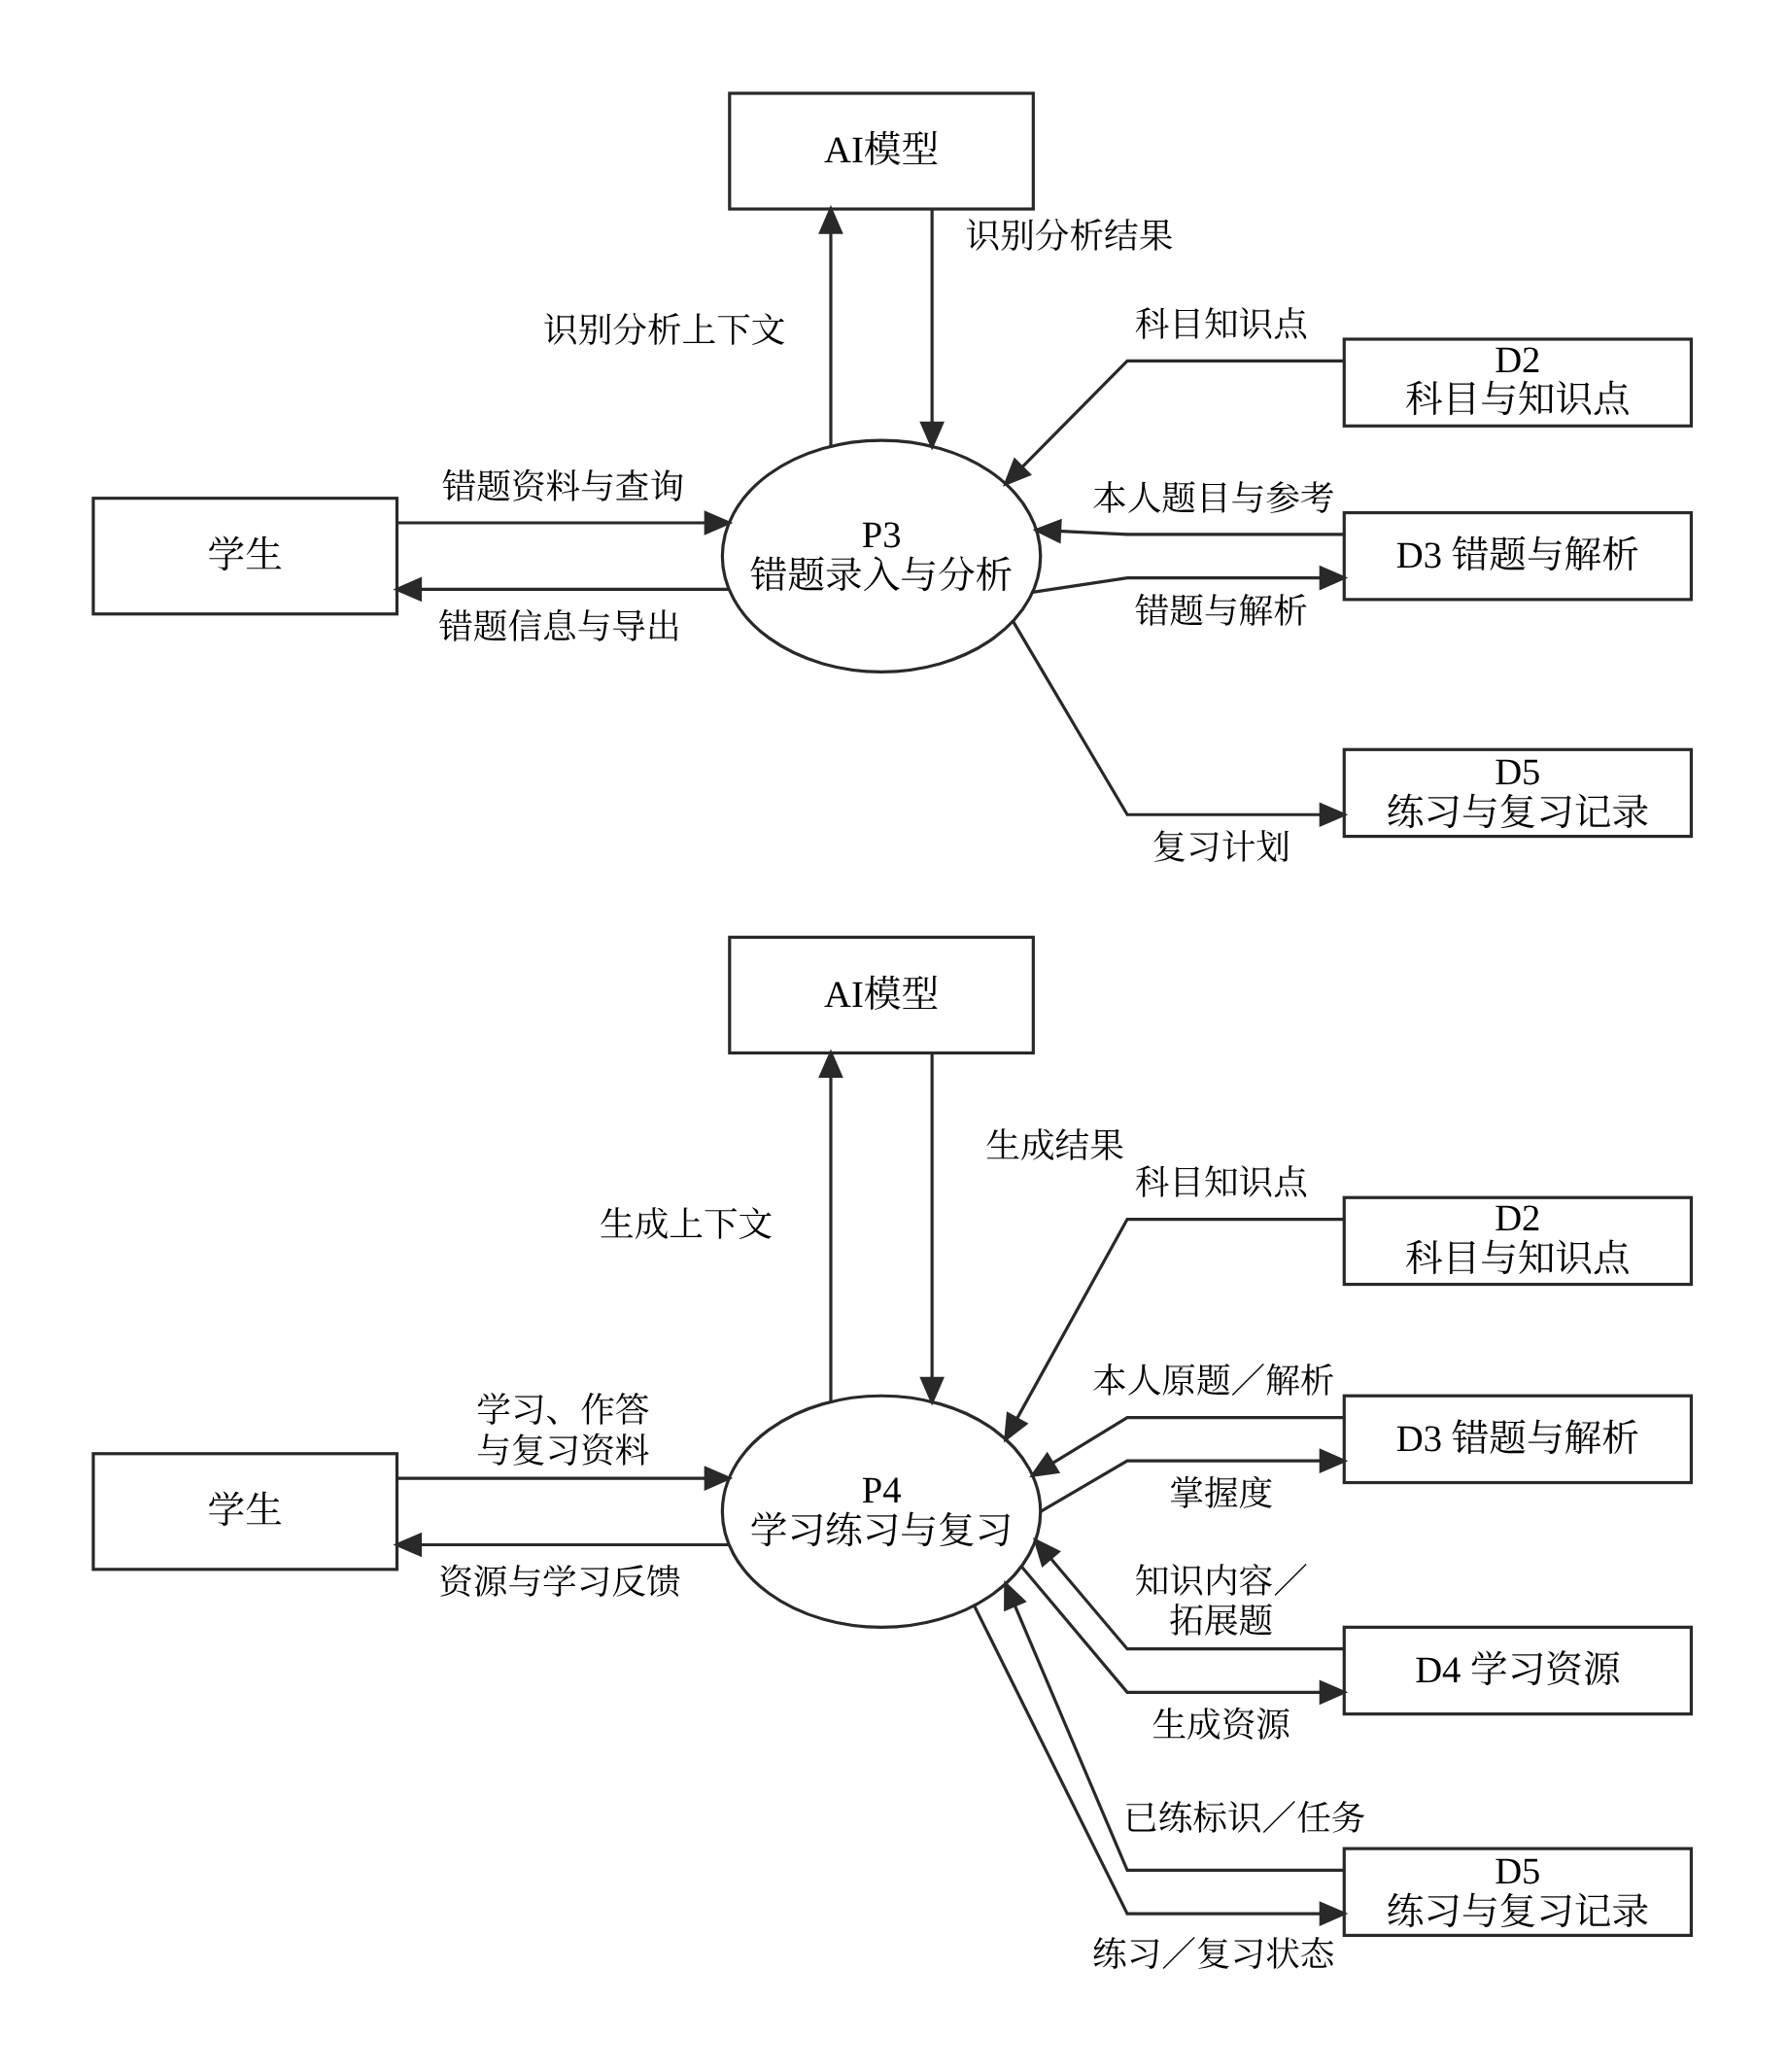 AI模型
识别分析结果
识别分析上下文
科目知识点
D2
科目与知识点
错题资料与查询
本人题目与参考
学生
P3
错题录入与分析
D3 错题与解析
错题信息与导出
错题与解析
D5
练习与复习记录
复习计划
AI模型
生成结果
科目知识点
生成上下文
D2
科目与知识点
本人原题／解析
学习、作答
与复习资料
D3 错题与解析
掌握度
学生
P4
学习练习与复习
资源与学习反馈
知识内容／
拓展题
D4 学习资源
生成资源
已练标识／任务
D5
练习与复习记录
练习／复习状态